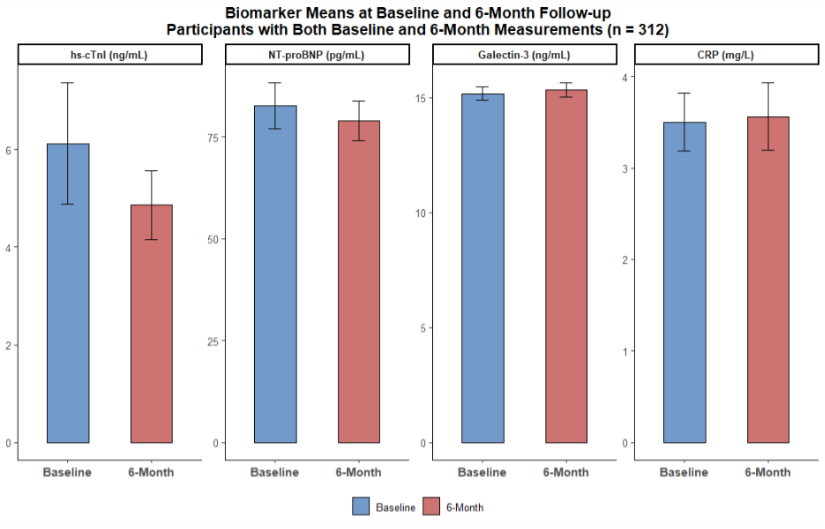 Biomarker Means at Baseline and 6-Month Follow-up
Participants with Both Baseline and 6-Month Measurements (n = 312)
hs-cTnI (ng/mL)
NT-proBNP (pg/mL)
Galectin-3 (ng/mL)
CRP (mg/L)
6
4
2
0
75
50
25
0
15
10
5
0
4
3
2
1
0
Baseline 6-Month
Baseline 6-Month
Baseline 6-Month
Baseline 6-Month
Baseline 6-Month